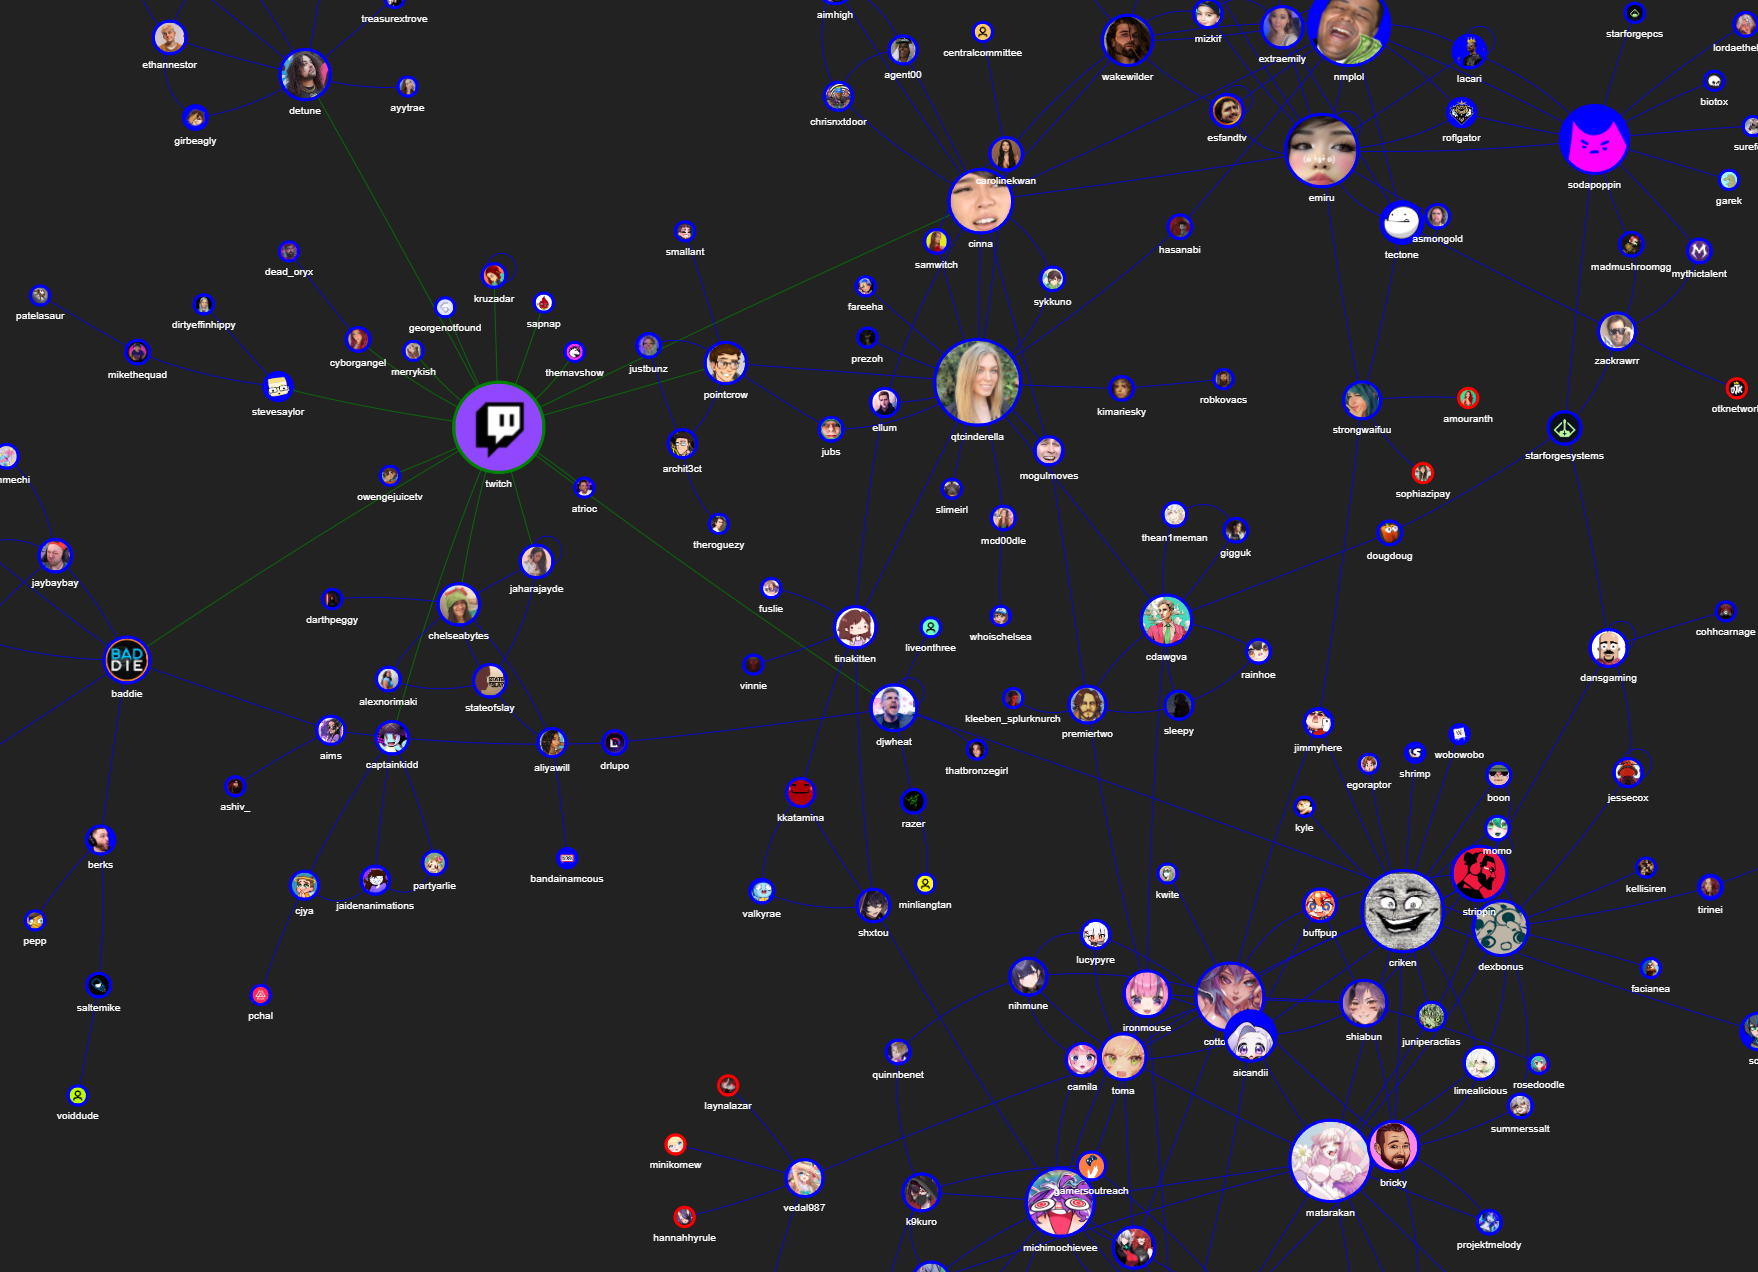 treasurextrove
aimhigh
ethannestor
detune
ayytrae
girbeagly
centralcommittee
agent00
chrisnxtdoor
wakewilder
mizkif
extraemily
nmplol
lacari
starforgepcs
biotox
esfandtv
roflgator
sodapoppin
garek
carolinekwan
emiru
cinna
samwitch
hasanabi
asmongold
tectone
madmushroomgg
mythictalent
smallant
dead_oryx
kruzadar
sykkuno
fareeha
patelasaur
dirtyeffinhippy
georgenotfound
sapnap
mikethequad
cyborgangel
merrykish
themavshow
justbunz
prezoh
zackrawrr
stevesaylor
pointcrow
kimariesky
robkovacs
otknetwork
ellum
qtcinderella
strongwaifuu
amouranth
jubs
twitch
archit3ct
mogulmoves
starforgesystems
owengejuicetv
atrioc
slimeirl
sophiazipay
theroguezy
mcd00dle
thean1meman
gigguk
dougdoug
BAD
DIE
jaybaybay
jaharajayde
darthpeggy
chelseabytes
fuslie
whoischelsea
liveonthree
tinakitten
cdawgva
rainhoe
cohhcarnage
dansgaming
baddie
vinnie
alexnorimaki
stateofslay
kleeben_splurknurch
premiertwo
sleepy
djwheat
aims
captainkidd
aliyawill
drlupo
thatbronzegirl
jimmyhere
wobowobo
egoraptor
shrimp
boon
jessecox
ashiv_
kkatamina
razer
kyle
momo
berks
bandainamcous
partyarlie
cjya
jaidenanimations
minliangtan
kwite
kellisiren
tirinei
valkyrae
shxtou
buffpup
strippin
pepp
lucypyre
criken
dexbonus
facianea
saltemike
pchal
nihmune
ironmouse
shiabun
juniperactias
quinnbenet
camila
toma
aicandii
limealicious
rosedoodle
voiddude
laynalazar
summerssalt
minikomew
vedal987
k9kuro
gamersoutreach
bricky
matarakan
hannahhyrule
michimochievee
projektmelody